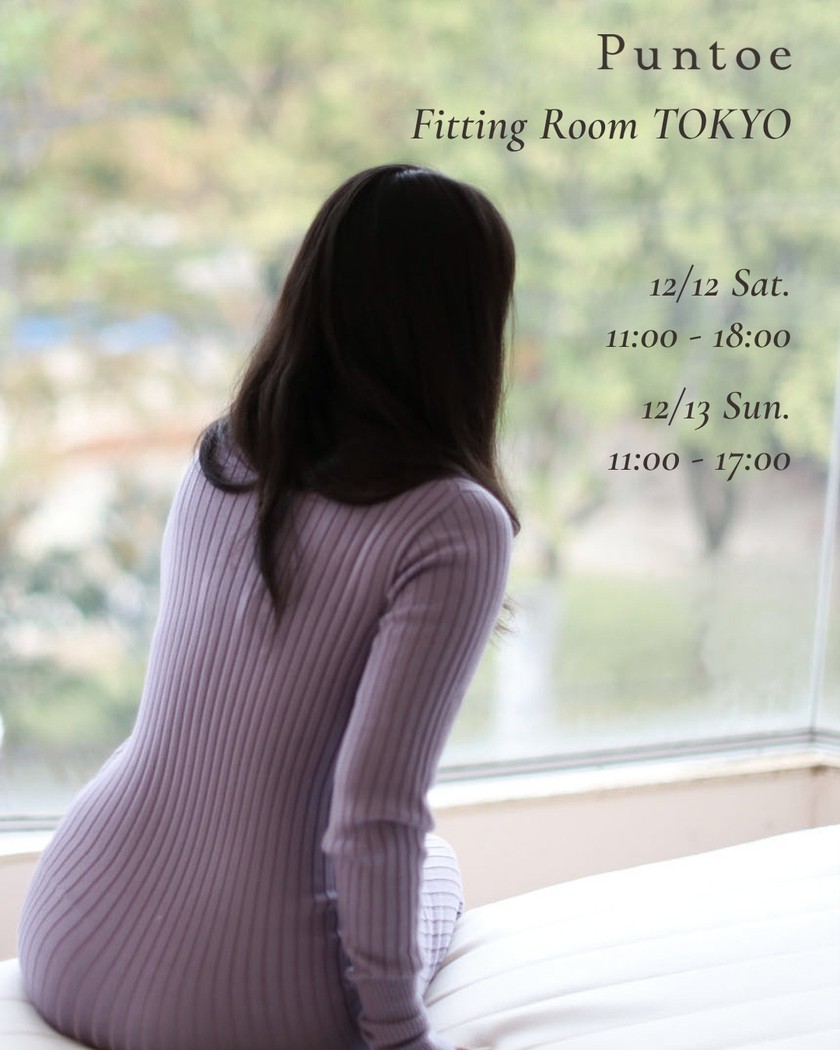 Puntoe
Fitting Room TOKYO
12/12 Sat.
11:00 - 18:00
12/13 Sun.
11:00 - 17:00